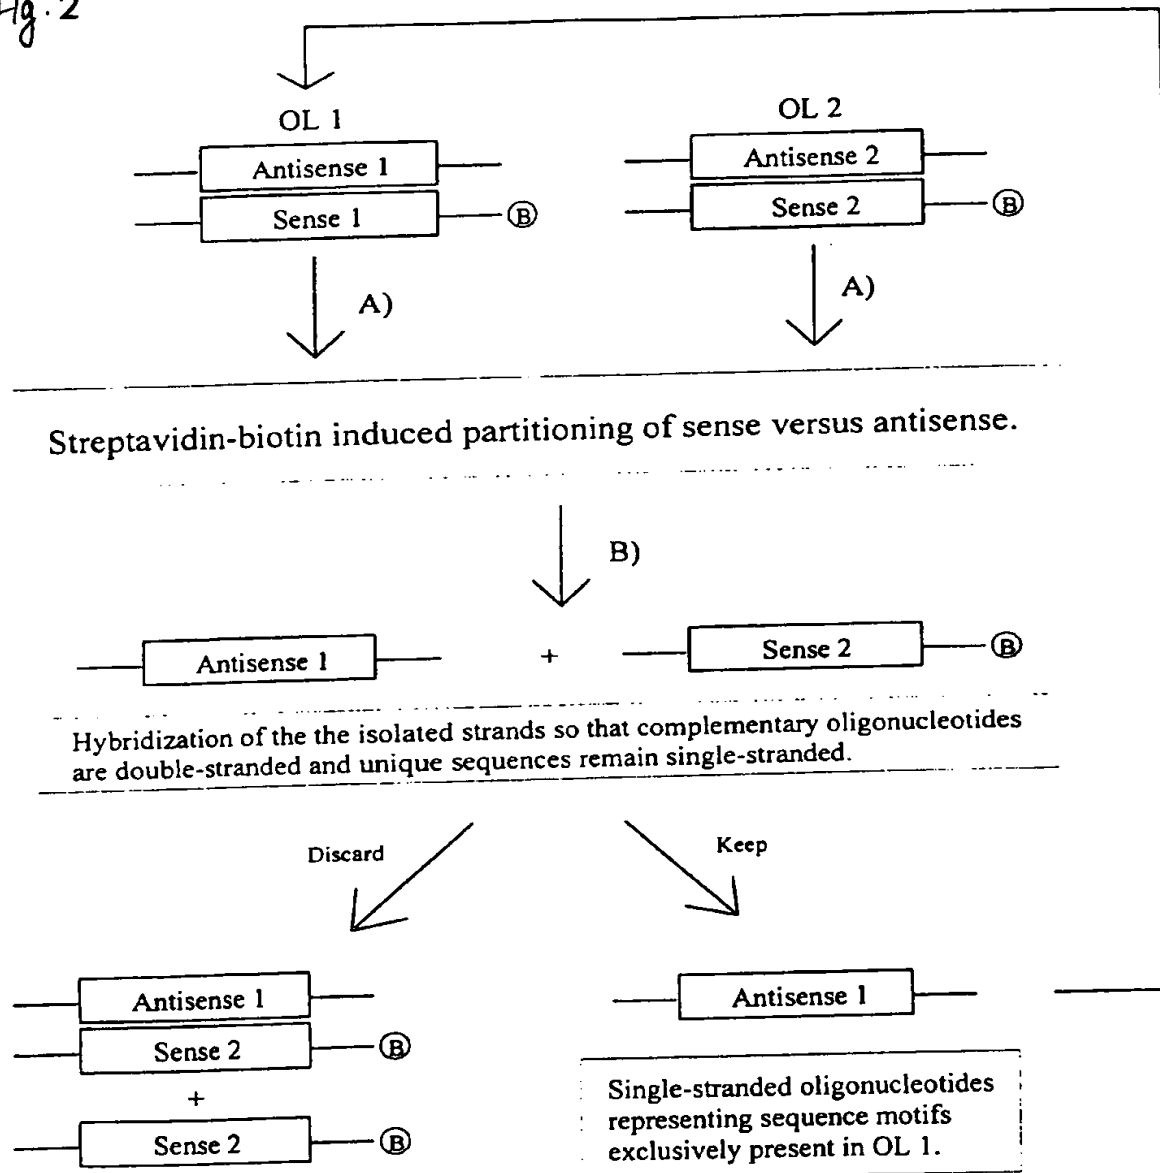 Fig. 2
OL 1
OL 2
Antisense 1
Antisense 2
Sense 1
B
Sense 2
B
A)
A)
Streptavidin-biotin induced partitioning of sense versus antisense.
B)
Antisense 1
+
Sense 2
B
Hybridization of the the isolated strands so that complementary oligonucleotides
are double-stranded and unique sequences remain single-stranded.
Discard
Keep
Antisense 1
Sense 2
B
+
Sense 2
B
Antisense 1
Single-stranded oligonucleotides
representing sequence motifs
exclusively present in OL 1.